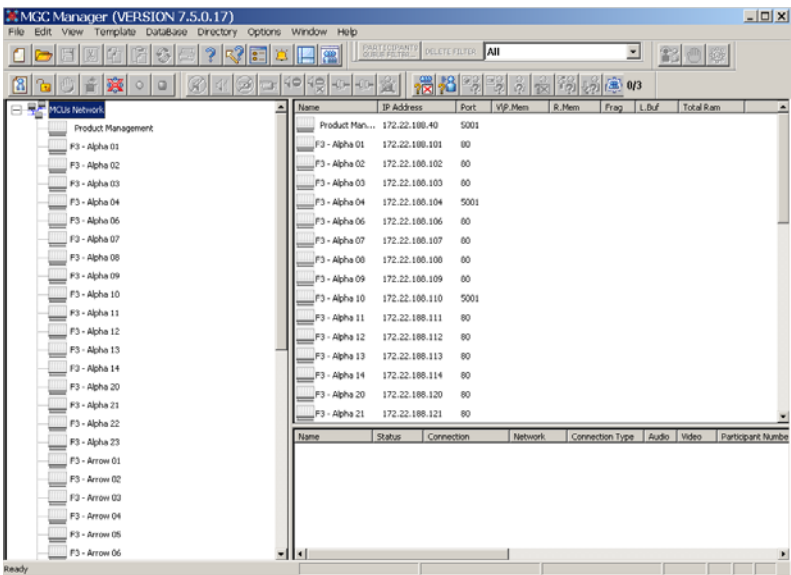 MGC Manager (VERSION 7.5.0.17)
File Edit View Template DataBase Directory Options Window Help
PARTICIPANTS
QUEUE FILTER...
DELETE FILTER
All
0/3
MCUs Network
Product Management
F3 - Alpha 01
F3 - Alpha 02
F3 - Alpha 03
F3 - Alpha 04
F3 - Alpha 06
F3 - Alpha 07
F3 - Alpha 08
F3 - Alpha 09
F3 - Alpha 10
F3 - Alpha 11
F3 - Alpha 12
F3 - Alpha 13
F3 - Alpha 14
F3 - Alpha 20
F3 - Alpha 21
F3 - Alpha 22
F3 - Alpha 23
F3 - Arrow 01
F3 - Arrow 02
F3 - Arrow 03
F3 - Arrow 04
F3 - Arrow 05
F3 - Arrow 06
Name IP Address Port V|P.Mem R.Mem Frag L.Buf Total Ram
Product Man... 172.22.188.40 5001
F3 - Alpha 01 172.22.188.101 80
F3 - Alpha 02 172.22.188.102 80
F3 - Alpha 03 172.22.188.103 80
F3 - Alpha 04 172.22.188.104 5001
F3 - Alpha 06 172.22.188.106 80
F3 - Alpha 07 172.22.188.107 80
F3 - Alpha 08 172.22.188.108 80
F3 - Alpha 09 172.22.188.109 80
F3 - Alpha 10 172.22.188.110 5001
F3 - Alpha 11 172.22.188.111 80
F3 - Alpha 12 172.22.188.112 80
F3 - Alpha 13 172.22.188.113 80
F3 - Alpha 14 172.22.188.114 80
F3 - Alpha 20 172.22.188.120 80
F3 - Alpha 21 172.22.188.121 80
Name Status Connection Network Connection Type Audio Video Participant Numbe
Ready